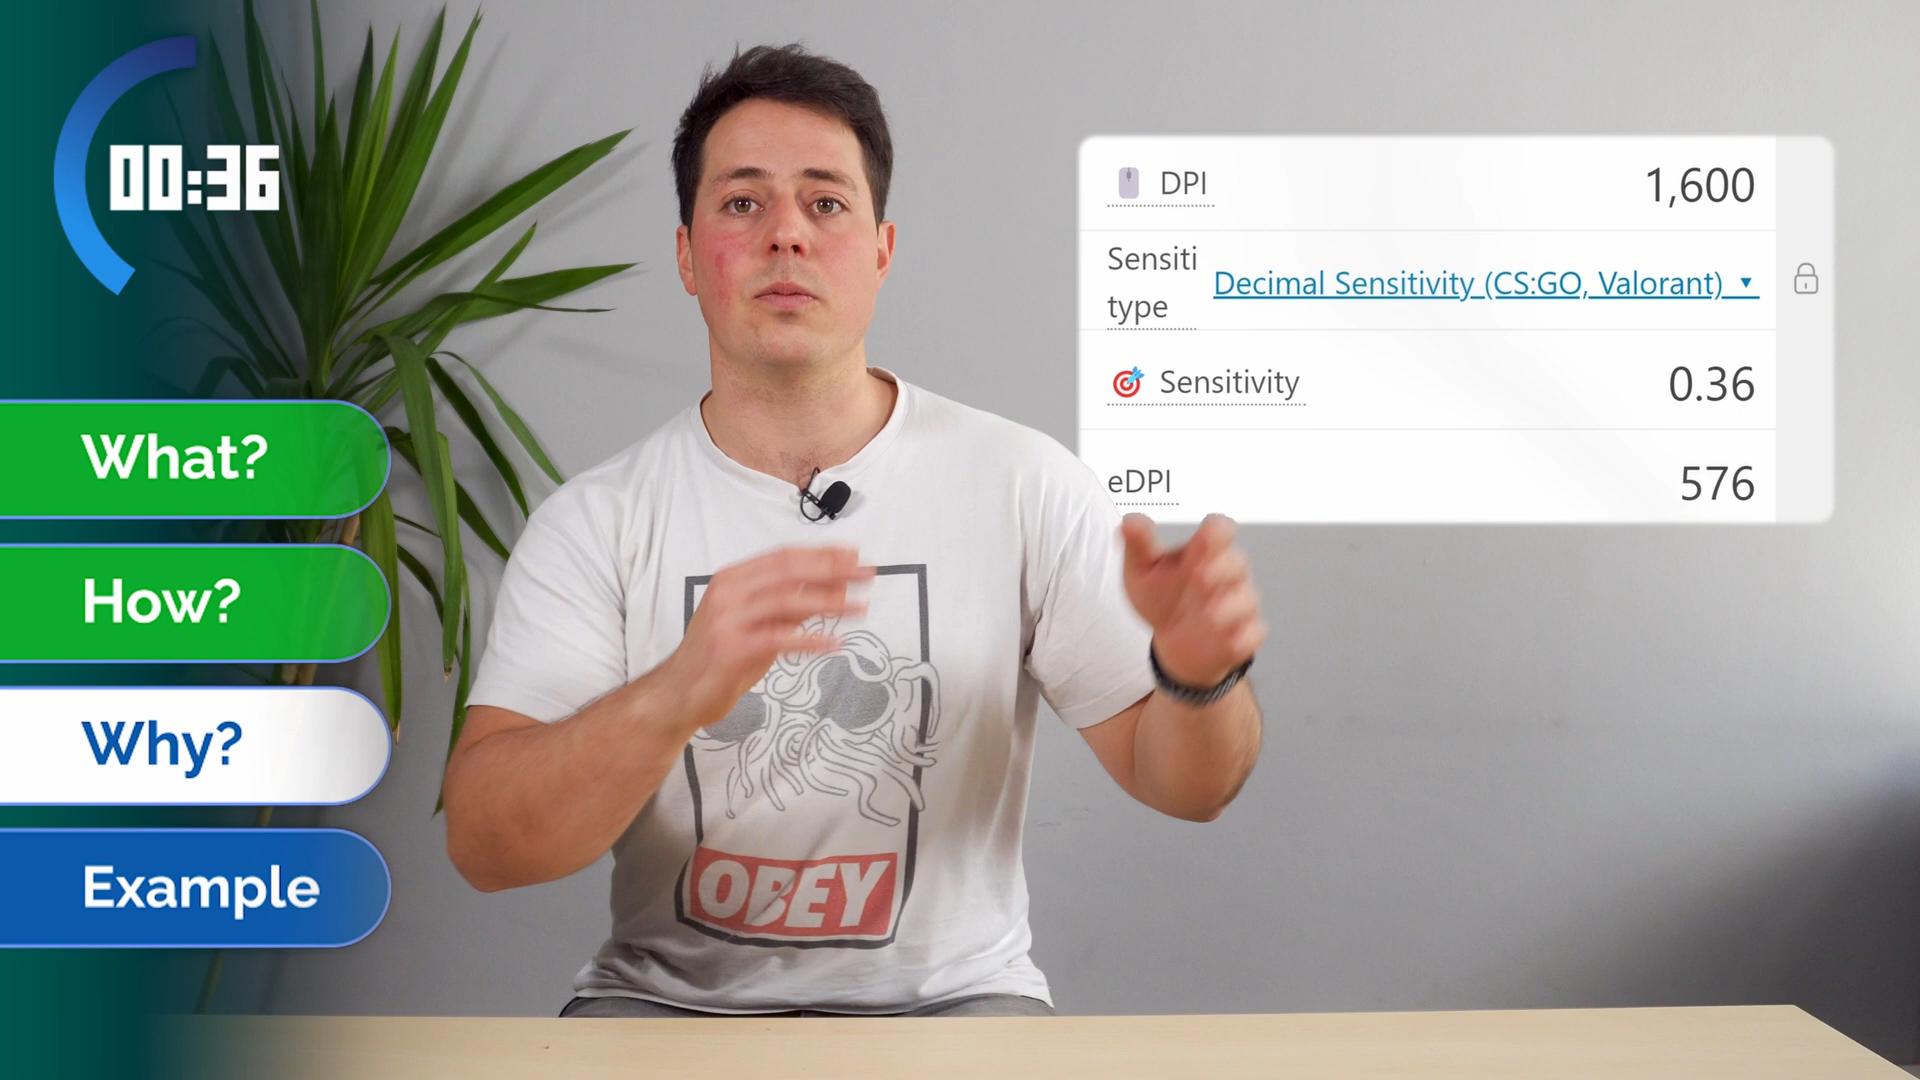 00:36
What?
How?
Why?
Example
DPI 1,600
Sensiti
type
Decimal Sensitivity (CS:GO, Valorant)
Sensitivity 0.36
eDPI 576
OBEY